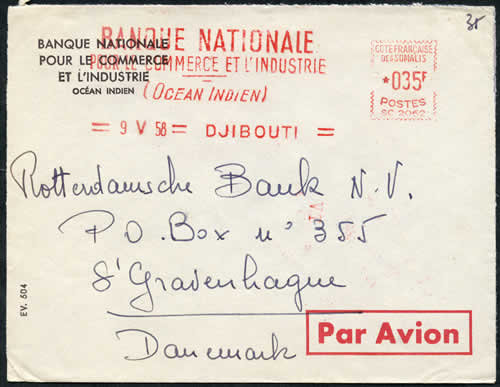 35
BANQUE NATIONALE
POUR LE COMMERCE
ET L'INDUSTRIE
OCÉAN INDIEN
BANQUE NATIONALE
POUR LE COMMERCE ET L'INDUSTRIE
(OCEAN INDIEN)
= 9 V 58 = DJIBOUTI =
COTE FRANÇAISE
DES SOMALIS
*035F
POSTES
SC 2062
Rotterdamsche Bank N.V.
P.O. Box n° 355
S'Gravenhague
Danemark
Par Avion
EV. 504